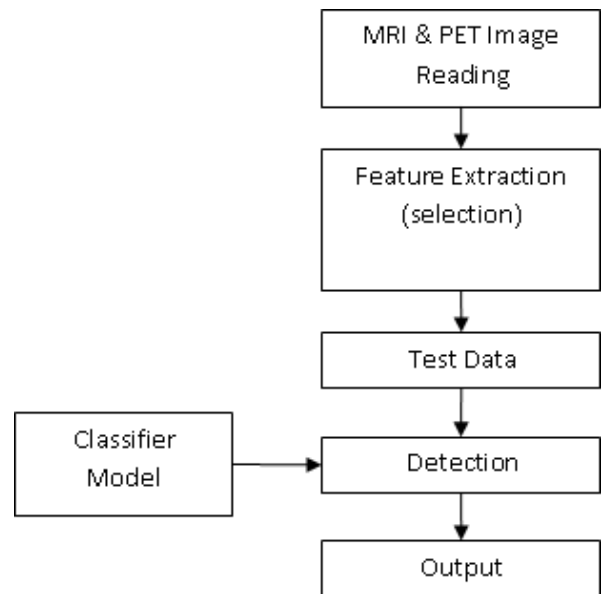 MRI & PET Image
Reading
Feature Extraction
(selection)
Test Data
Classifier
Model
Detection
Output